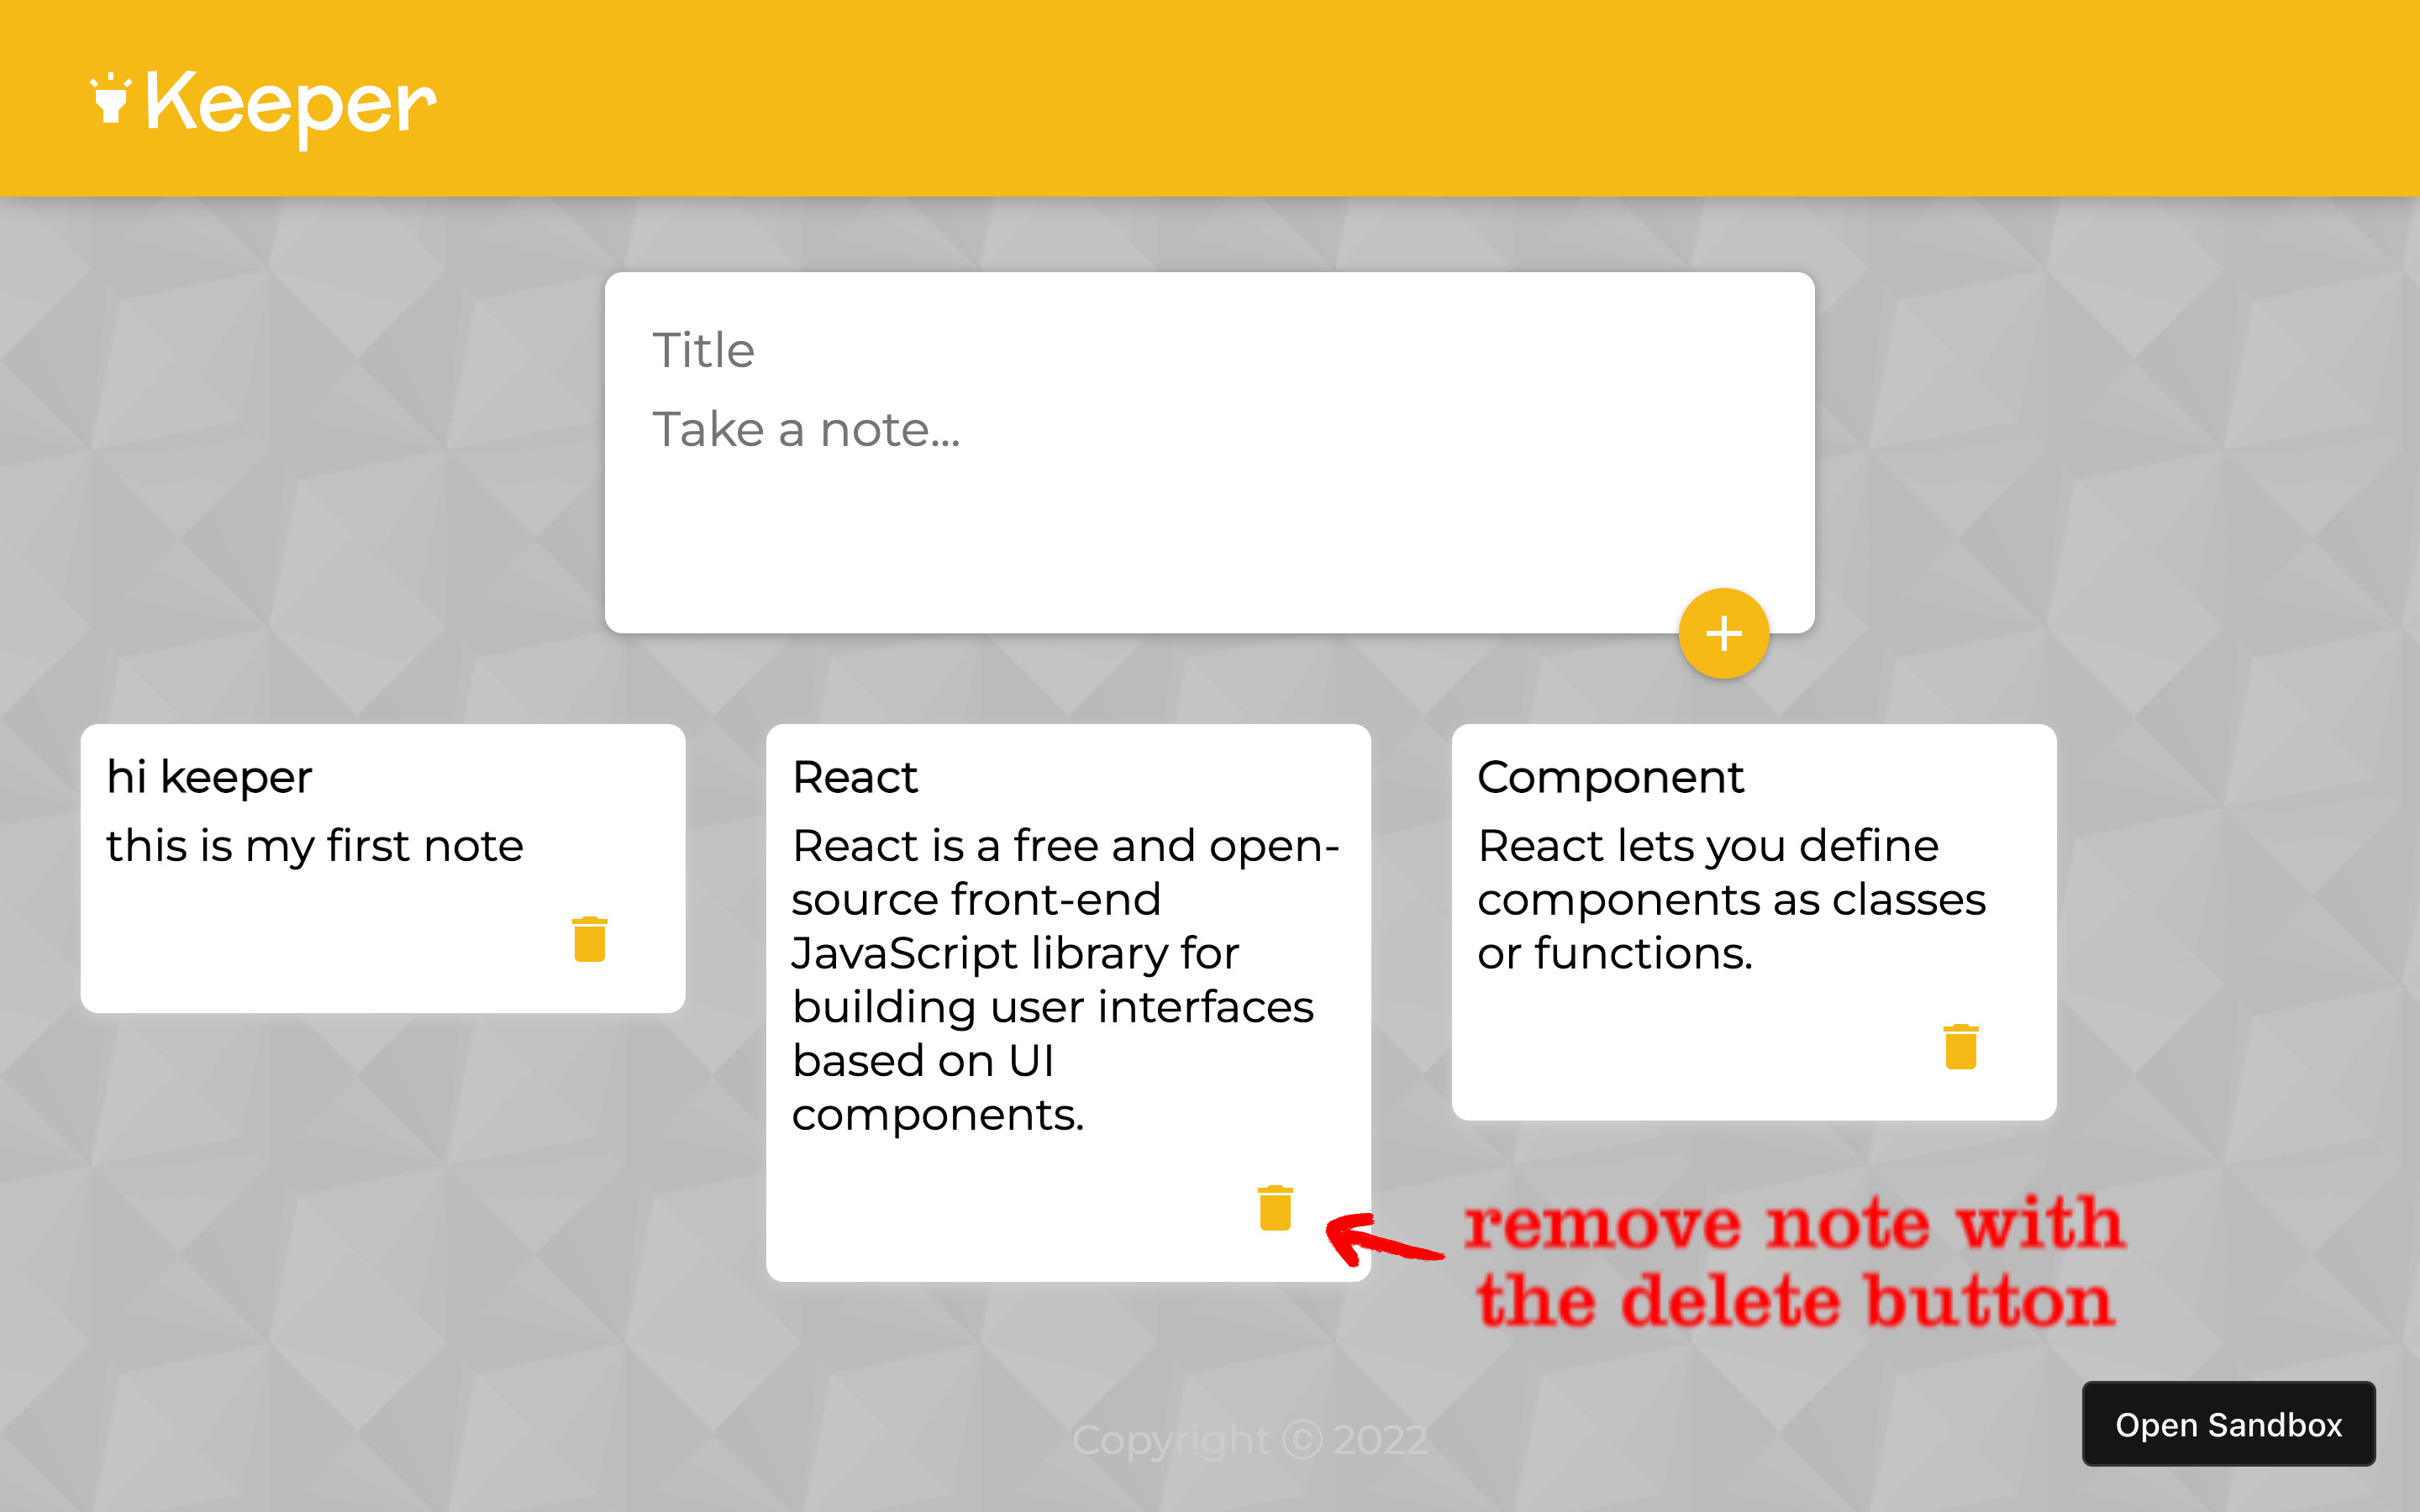 Keeper
Title
Take a note...
hi keeper
this is my first note
React
React is a free and open-
source front-end
JavaScript library for
building user interfaces
based on UI
components.
Component
React lets you define
components as classes
or functions.
remove note with
the delete button
Copyright © 2022
Open Sandbox